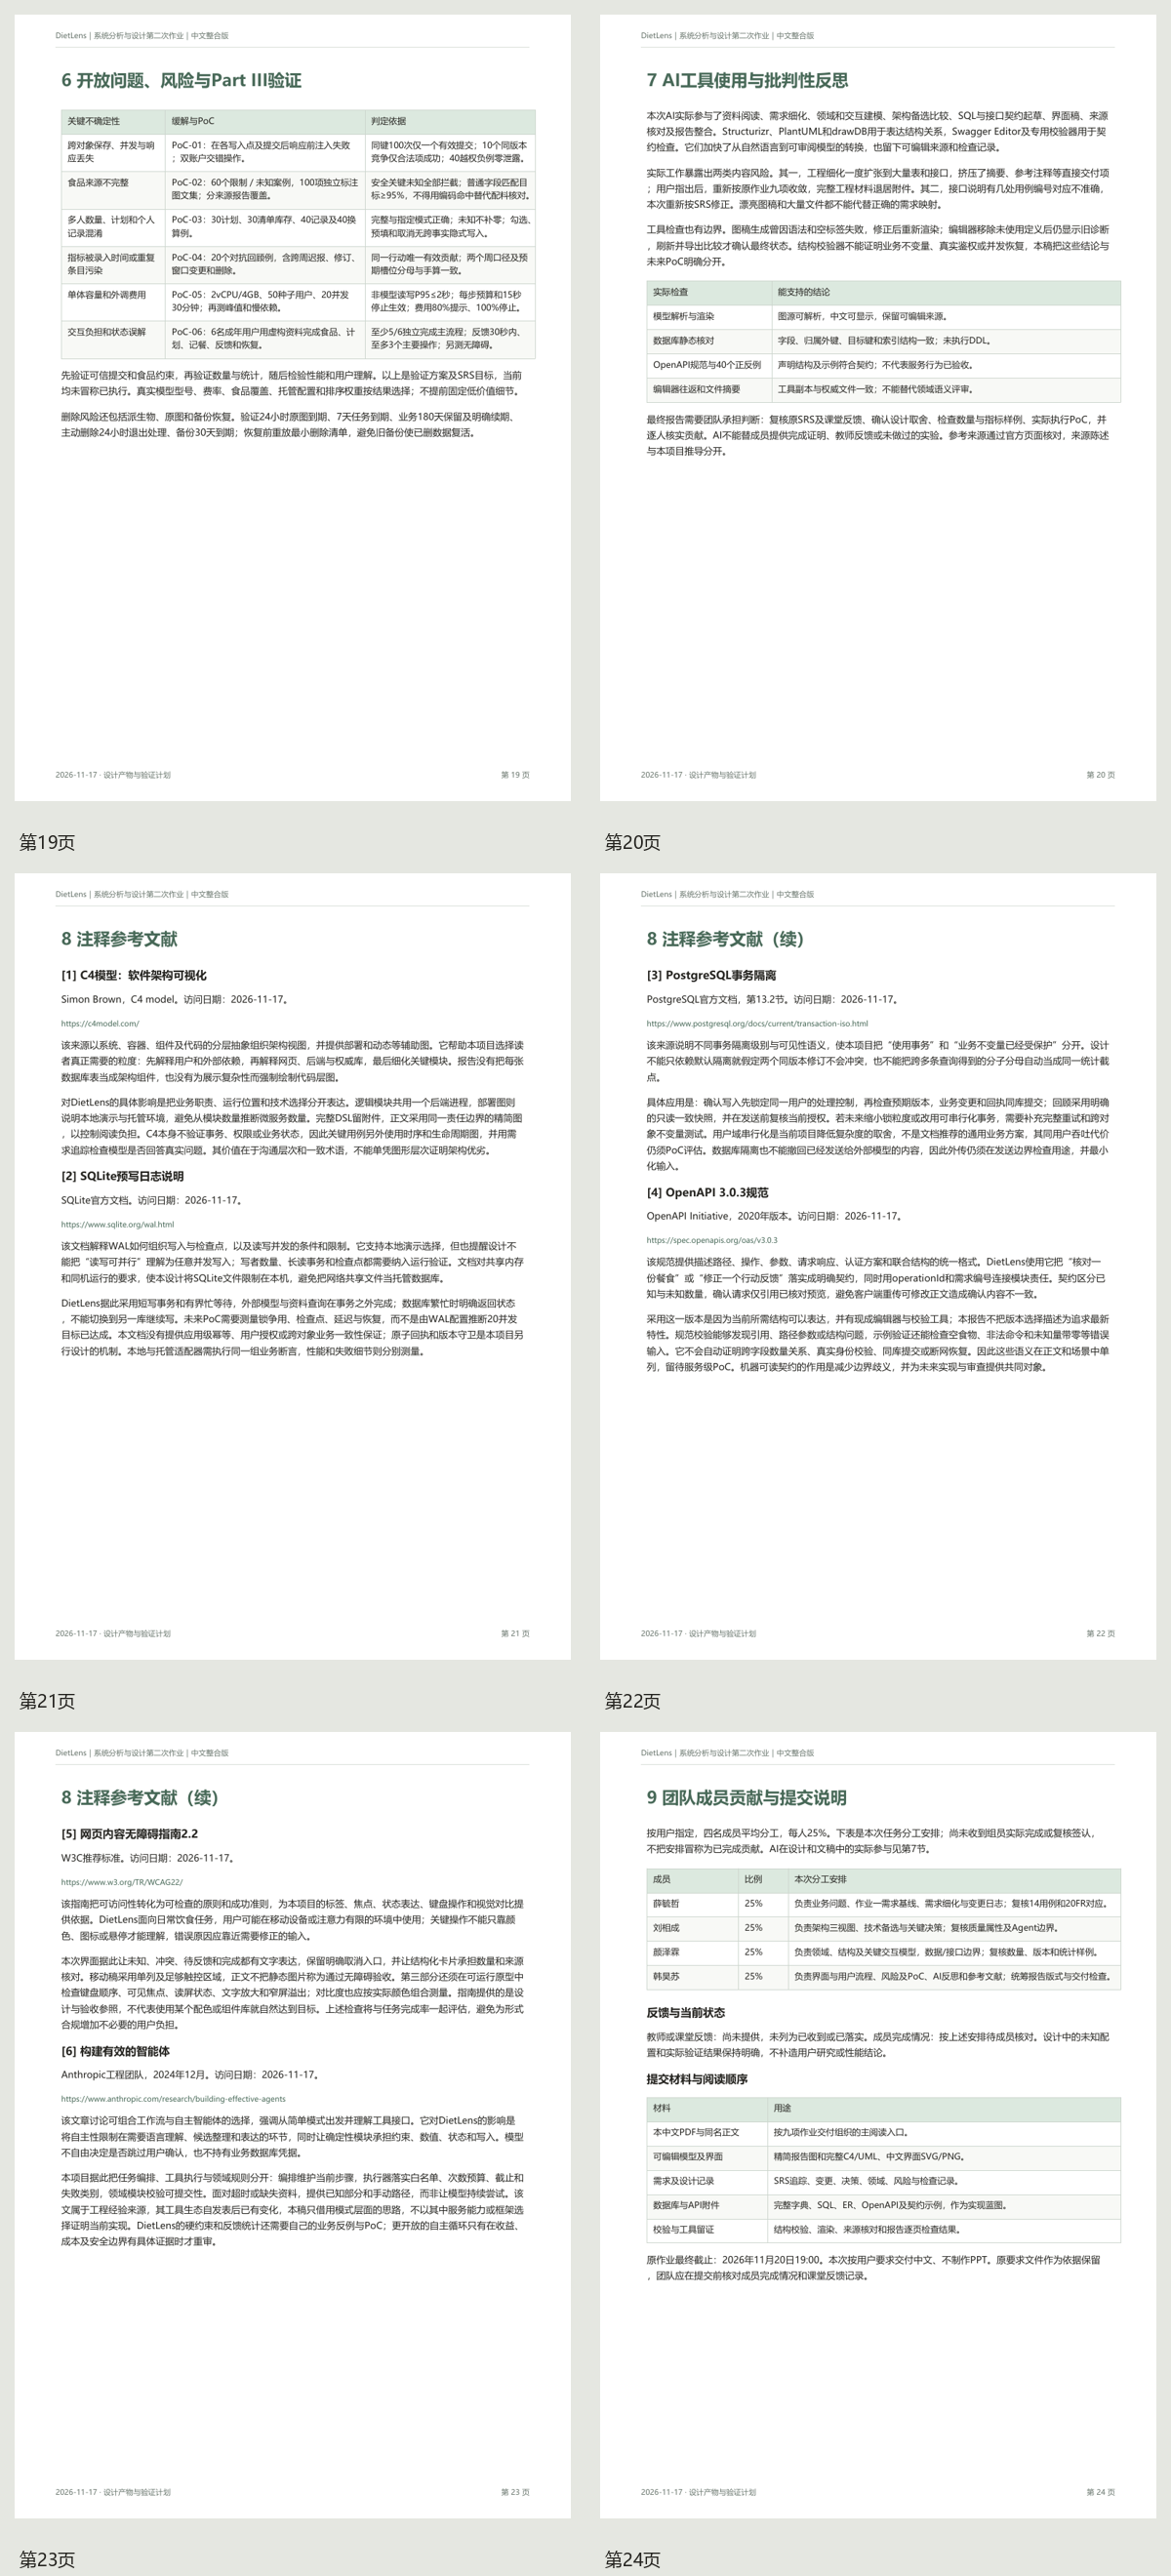 DietLens | 系统分析与设计第二次作业 | 中文整合版
6 开放问题、风险与Part III验证
关键不确定性
缓解与PoC
判定依据
跨对象保存、并发与响
应丢失
PoC-01：在各写入点及提交后响应前注入失败
；双账户交错操作。
同键100次仅一个有效提交；10个同版本
竞争仅合法项成功；40越权负例零泄露。
食品来源不完整
PoC-02：60个限制 / 未知案例，100项独立标注
图文集；分来源报告覆盖。
安全关键未知全部拦截；普通字段匹配目
标≥95%，不得用编码命中替代配料核对。
多人数量、计划和个人
记录混淆
PoC-03：30计划、30清单库存、40记录及40换
算例。
完整与指定模式正确；未知不补零；勾选、
预填和取消无跨事实隐式写入。
指标被录入时间或重复
条目污染
PoC-04：20个对抗回顾例，含跨周迟报、修订、
窗口变更和删除。
同一行动唯一有效贡献；两个周口径及预
期槽位分母与手算一致。
单体容量和外调费用
PoC-05：2vCPU/4GB、50种子用户、20并发
30分钟；再测峰值和慢依赖。
非模型读写P95≤2秒；每步预算和15秒
停止生效；费用80%提示、100%停止。
交互负担和状态误解
PoC-06：6名成年用户用虚构资料完成食品、计
划、记餐、反馈和恢复。
至少5/6独立完成主流程；反馈30秒内、
至多3个主要操作；另测无障碍。
先验证可信提交和食品约束，再验证数量与统计，随后检验性能和用户理解。以上是验证方案及SRS目标，当前
均未冒称已执行。真实模型型号、费率、食品覆盖、托管配置和排序权重按结果选择；不提前固定低价值细节。
删除风险还包括派生物、原图和备份恢复。验证24小时原图到期、7天任务到期、业务180天保留及明确续期、
主动删除24小时退出处理、备份30天到期；恢复前重放最小删除清单，避免旧备份使已删数据复活。
2026-11-17 · 设计产物与验证计划
第 19 页
第19页
DietLens | 系统分析与设计第二次作业 | 中文整合版
7 AI工具使用与批判性反思
本次AI实际参与了资料阅读、需求细化、领域和交互建模、架构备选比较、SQL与接口契约起草、界面稿、来源
核对及报告整合。Structurizr、PlantUML和drawDB用于表达结构关系，Swagger Editor及专用校验器用于契
约检查。它们加快了从自然语言到可审阅模型的转换，也留下可编辑来源和检查记录。
实际工作暴露出两类内容风险。其一，工程细化一度扩张到大量表和接口，挤压了摘要、参考注释等直接交付项
；用户指出后，重新按原作业九项收敛，完整工程材料退居附件。其二，接口说明有几处用例编号对应不准确，
本次重新按SRS修正。漂亮图稿和大量文件都不能代替正确的需求映射。
工具检查也有边界。图稿生成曾因语法和空标签失败，修正后重新渲染；编辑器移除未使用定义后仍显示旧诊断
，刷新并导出比较才确认最终状态。结构校验器不能证明业务不变量、真实鉴权或并发恢复，本稿把这些结论与
未来PoC明确分开。
实际检查
能支持的结论
模型解析与渲染
图源可解析，中文可显示，保留可编辑来源。
数据库静态核对
字段、归属外键、目标键和索引结构一致；未执行DDL。
OpenAPI规范与40个正反例
声明结构及示例符合契约；不代表服务行为已验收。
编辑器往返和文件摘要
工具副本与权威文件一致；不能替代领域语义评审。
最终报告需要团队承担判断：复核原SRS及课堂反馈、确认设计取舍、检查数量与指标样例、实际执行PoC，并
逐人核实贡献。AI不能替成员提供完成证明、教师反馈或未做过的实验。参考来源通过官方页面核对，来源陈述
与本项目推导分开。
2026-11-17 · 设计产物与验证计划
第 20 页
第20页
DietLens | 系统分析与设计第二次作业 | 中文整合版
8 注释参考文献
[1] C4模型：软件架构可视化
Simon Brown，C4 model。访问日期：2026-11-17。
https://c4model.com/
该来源以系统、容器、组件及代码的分层抽象组织架构视图，并提供部署和动态等辅助图。它帮助本项目选择读
者真正需要的粒度：先解释用户和外部依赖，再解释网页、后端与权威库，最后细化关键模块。报告没有把每张
数据库表当成架构组件，也没有为展示复杂性而强制绘制代码层图。
对DietLens的具体影响是把业务职责、运行位置和技术选择分开表达。逻辑模块共用一个后端进程，部署图则
说明本地演示与托管环境，避免从模块数量推断微服务数量。完整DSL留附件，正文采用同一责任边界的精简图
，以控制阅读负担。C4本身不验证事务、权限或业务状态，因此关键用例另外使用时序和生命周期图，并用需
求追踪检查模型是否回答真实问题。其价值在于沟通层次和一致术语，不能单凭图形层次证明架构优劣。
[2] SQLite预写日志说明
SQLite官方文档。访问日期：2026-11-17。
https://www.sqlite.org/wal.html
该文档解释WAL如何组织写入与检查点，以及读写并发的条件和限制。它支持本地演示选择，但也提醒设计不
能把“读写可并行”理解为任意并发写入；写者数量、长读事务和检查点都需要纳入运行验证。文档对共享内存
和同机运行的要求，使本设计将SQLite文件限制在本机，避免把网络共享文件当托管数据库。
DietLens据此采用短写事务和有界忙等待，外部模型与资料查询在事务之外完成；数据库繁忙时明确返回状态
，不能切换到另一库继续写。未来PoC需要测量锁争用、检查点、延迟与恢复，而不是由WAL配置推断20并发
目标已达成。本文档没有提供应用级幂等、用户授权或跨对象业务一致性保证；原子回执和版本守卫是本项目另
行设计的机制。本地与托管适配器需执行同一组业务断言，性能和失败细节则分别测量。
2026-11-17 · 设计产物与验证计划
第 21 页
第21页
DietLens | 系统分析与设计第二次作业 | 中文整合版
8 注释参考文献（续）
[3] PostgreSQL事务隔离
PostgreSQL官方文档，第13.2节。访问日期：2026-11-17。
https://www.postgresql.org/docs/current/transaction-iso.html
该来源说明不同事务隔离级别与可见性语义，使本项目把“使用事务”和“业务不变量已经受保护”分开。设计
不能只依赖默认隔离就假定两个同版本修订不会冲突，也不能把跨多条查询得到的分子分母自动当成同一统计截
点。
具体应用是：确认写入先锁定同一用户的处理控制，再检查预期版本，业务变更和回执同库提交；回顾采用明确
的只读一致快照，并在发送前复核当前授权。若未来缩小锁粒度或改用可串行化事务，需要补充完整重试和跨对
象不变量测试。用户域串行化是当前项目降低复杂度的取舍，不是文档推荐的通用业务方案，其同用户吞吐代价
仍须PoC评估。数据库隔离也不能撤回已经发送给外部模型的内容，因此外传仍须在发送边界检查用途，并最小
化输入。
[4] OpenAPI 3.0.3规范
OpenAPI Initiative，2020年版本。访问日期：2026-11-17。
https://spec.openapis.org/oas/v3.0.3
该规范提供描述路径、操作、参数、请求响应、认证方案和联合结构的统一格式。DietLens使用它把“核对一
份餐食”或“修正一个行动反馈”落实成明确契约，同时用operationId和需求编号连接模块责任。契约区分已
知与未知数量，确认请求仅引用已核对预览，避免客户端重传可修改正文造成确认内容不一致。
采用这一版本是因为当前所需结构可以表达，并有现成编辑器与校验工具；本报告不把版本选择描述为追求最新
特性。规范校验能够发现引用、路径参数或结构问题，示例验证还能检查空食物、非法命令和未知量带零等错误
输入。它不会自动证明跨字段数量关系、真实身份校验、同库提交或断网恢复。因此这些语义在正文和场景中单
列，留待服务级PoC。机器可读契约的作用是减少边界歧义，并为未来实现与审查提供共同对象。
2026-11-17 · 设计产物与验证计划
第 22 页
第22页
DietLens | 系统分析与设计第二次作业 | 中文整合版
8 注释参考文献（续）
[5] 网页内容无障碍指南2.2
W3C推荐标准。访问日期：2026-11-17。
https://www.w3.org/TR/WCAG22/
该指南把可访问性转化为可检查的原则和成功准则，为本项目的标签、焦点、状态表达、键盘操作和视觉对比提
供依据。DietLens面向日常饮食任务，用户可能在移动设备或注意力有限的环境中使用；关键操作不能只靠颜
色、图标或悬停才能理解，错误原因应靠近需要修正的输入。
本次界面据此让未知、冲突、待反馈和完成都有文字表达，保留明确取消入口，并让结构化卡片承担数量和来源
核对。移动稿采用单列及足够触控区域，正文不把静态图片称为通过无障碍验收。第三部分还须在可运行原型中
检查键盘顺序、可见焦点、读屏状态、文字放大和窄屏溢出；对比度也应按实际颜色组合测量。指南提供的是设
计与验收参照，不代表使用某个配色或组件库就自然达到目标。上述检查将与任务完成率一起评估，避免为形式
合规增加不必要的用户负担。
[6] 构建有效的智能体
Anthropic工程团队，2024年12月。访问日期：2026-11-17。
https://www.anthropic.com/research/building-effective-agents
该文章讨论可组合工作流与自主智能体的选择，强调从简单模式出发并理解工具接口。它对DietLens的影响是
将自主性限制在需要语言理解、候选整理和表达的环节，同时让确定性模块承担约束、数值、状态和写入。模型
不自由决定是否跳过用户确认，也不持有业务数据库凭据。
本项目据此把任务编排、工具执行与领域规则分开：编排维护当前步骤，执行器落实白名单、次数预算、截止和
失败类别，领域模块校验可提交性。面对超时或缺失资料，提供已知部分和手动路径，而非让模型持续尝试。该
文属于工程经验来源，其工具生态自发表后已有变化，本稿只借用模式层面的思路，不以其中服务能力或框架选
择证明当前实现。DietLens的硬约束和反馈统计还需要自己的业务反例与PoC；更开放的自主循环只有在收益、
成本及安全边界有具体证据时才重审。
2026-11-17 · 设计产物与验证计划
第 23 页
第23页
DietLens | 系统分析与设计第二次作业 | 中文整合版
9 团队成员贡献与提交说明
按用户指定，四名成员平均分工，每人25%。下表是本次任务分工安排；尚未收到组员实际完成或复核签认，
不把安排冒称为已完成贡献。AI在设计和文稿中的实际参与见第7节。
成员
比例
本次分工安排
薛毓哲
25%
负责业务问题、作业一需求基线、需求细化与变更日志；复核14用例和20FR对应。
刘相成
25%
负责架构三视图、技术备选与关键决策；复核质量属性及Agent边界。
颜泽霖
25%
负责领域、结构及关键交互模型，数据/接口边界；复核数量、版本和统计样例。
韩昊苏
25%
负责界面与用户流程、风险及PoC、AI反思和参考文献；统筹报告版式与交付检查。
反馈与当前状态
教师或课堂反馈：尚未提供，未列为已收到或已落实。成员完成情况：按上述安排待成员核对。设计中的未知配
置和实际验证结果保持明确，不补造用户研究或性能结论。
提交材料与阅读顺序
材料
用途
本中文PDF与同名正文
按九项作业交付组织的主阅读入口。
可编辑模型及界面
精简报告图和完整C4/UML、中文界面SVG/PNG。
需求及设计记录
SRS追踪、变更、决策、领域、风险与检查记录。
数据库与API附件
完整字典、SQL、ER、OpenAPI及契约示例，作为实现蓝图。
校验与工具留证
结构校验、渲染、来源核对和报告逐页检查结果。
原作业最终截止：2026年11月20日19:00。本次按用户要求交付中文、不制作PPT。原要求文件作为依据保留
，团队应在提交前核对成员完成情况和课堂反馈记录。
2026-11-17 · 设计产物与验证计划
第 24 页
第24页